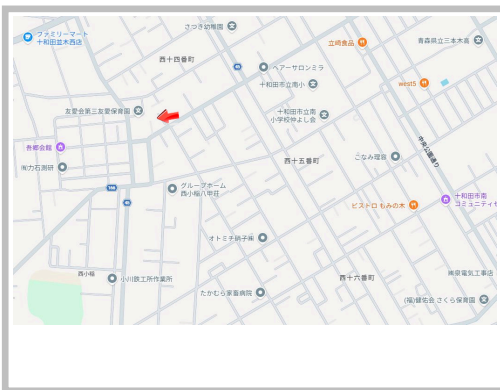 さつき幼稚園
ファミリーマート
十和田並木西店
立崎食品
青森県立三本木高
西十四番町
ヘアーサロンミラ
十和田市立南小
west5
友愛会第三友愛保育園
十和田市立南
小学校仲よし会
中央公園通り
吾郷会館
㈲力石測研
西十五番町
こなみ理容
グループホーム
西小稲八甲荘
ビストロ もみの木
十和田市南
コミュニティセ
オトミチ硝子㈱
西小稲
小川鉄工所作業所
たかむら家畜病院
西十六番町
㈱泉電気工事店
(福)健佑会 さくら保育園